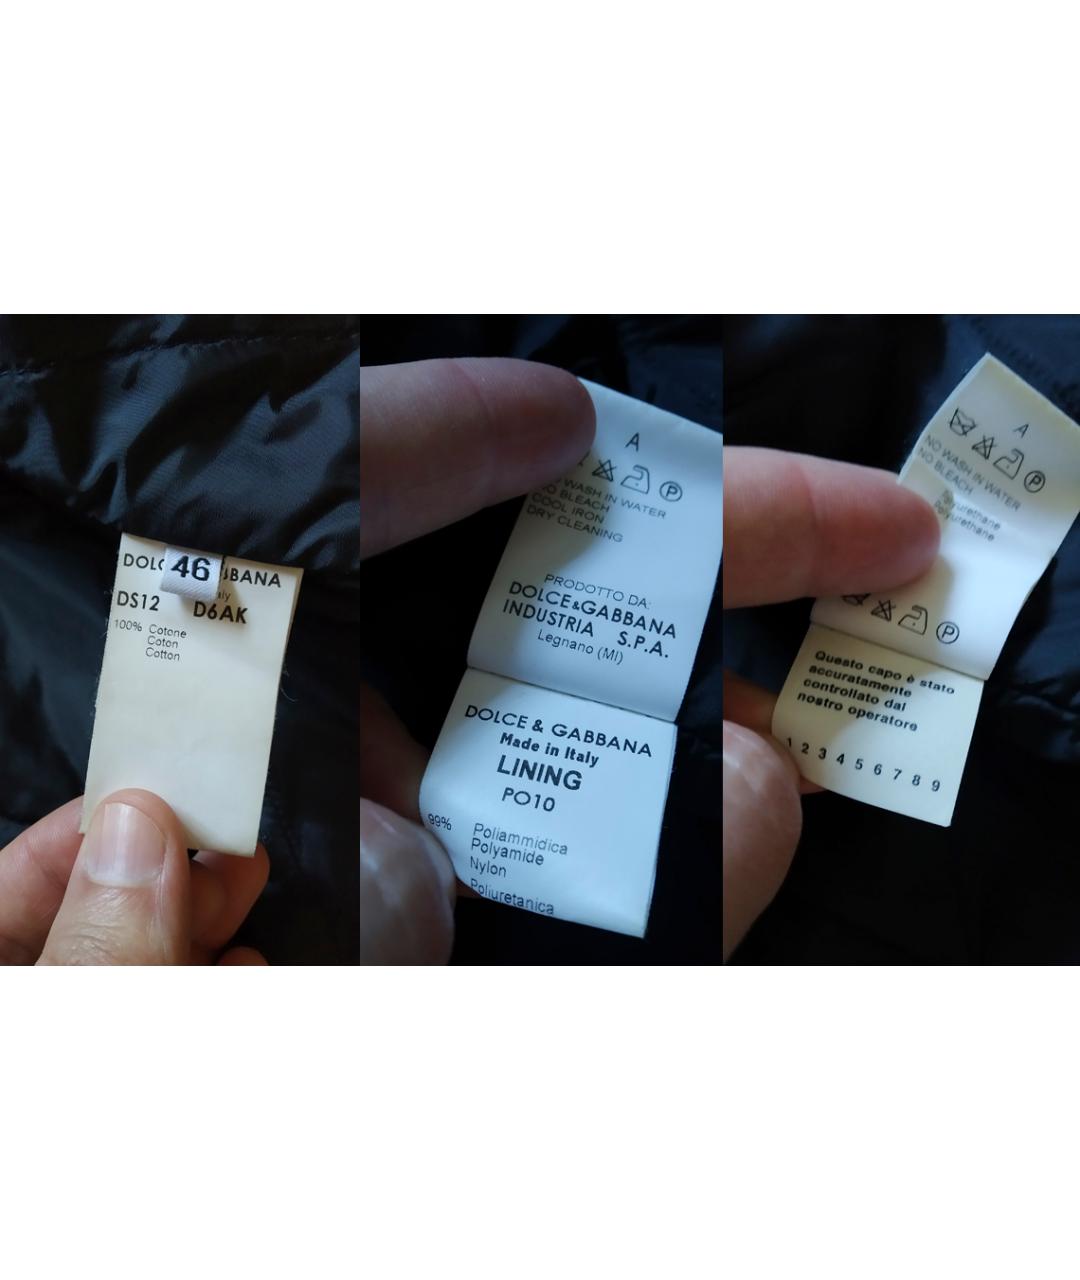 46
DOLC BBANA
DS12 D6AK
100% Cotone
Coton
Cotton
A
P
WASH IN WATER
NO BLEACH
COOL IRON
DRY CLEANING
PRODOTTO DA:
DOLCE&GABBANA
INDUSTRIA S.P.A.
Legnano (MI)
DOLCE & GABBANA
Made in Italy
LINING
PO10
99% Poliammidica
Polyamide
Nylon
Poliuretanica
A
P
NO WASH IN WATER
NO BLEACH
Polyurethane
P
Questo capo è stato
accuratamente
controllato dal
nostro operatore
1 2 3 4 5 6 7 8 9